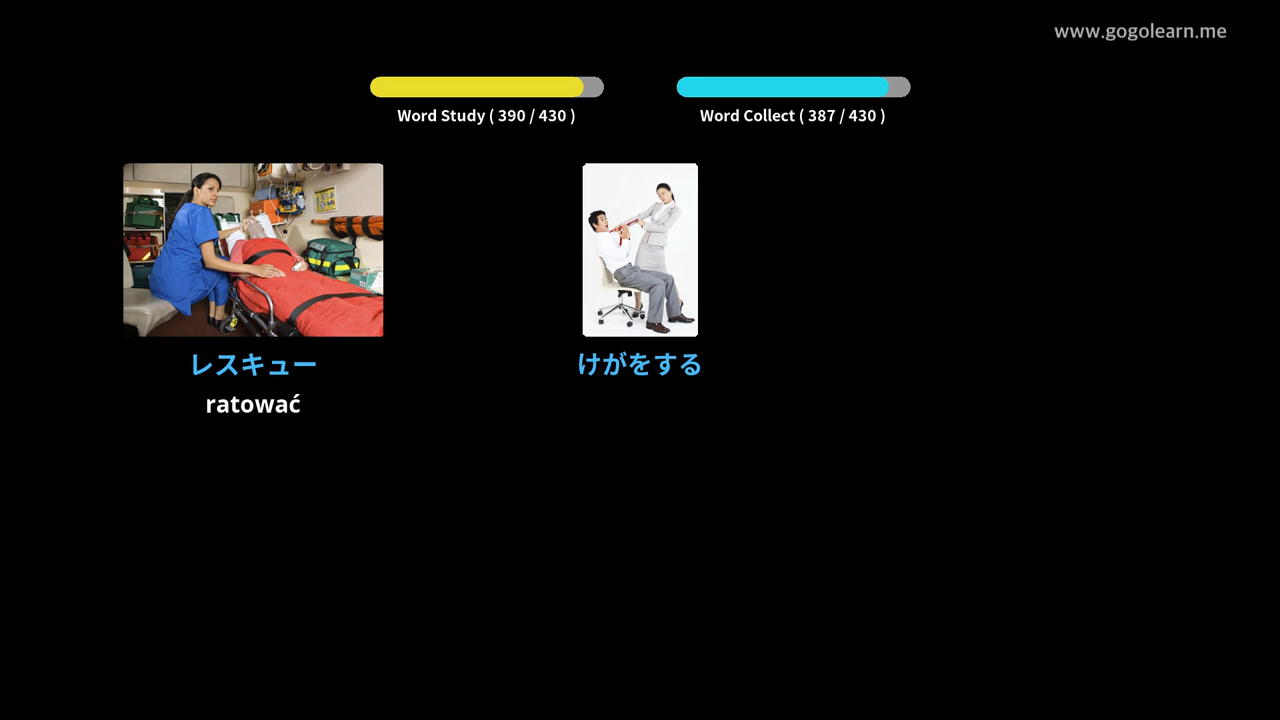 www.gogolearn.me
Word Study ( 390 / 430 )
Word Collect ( 387 / 430 )
レスキュー
ratować
けがをする